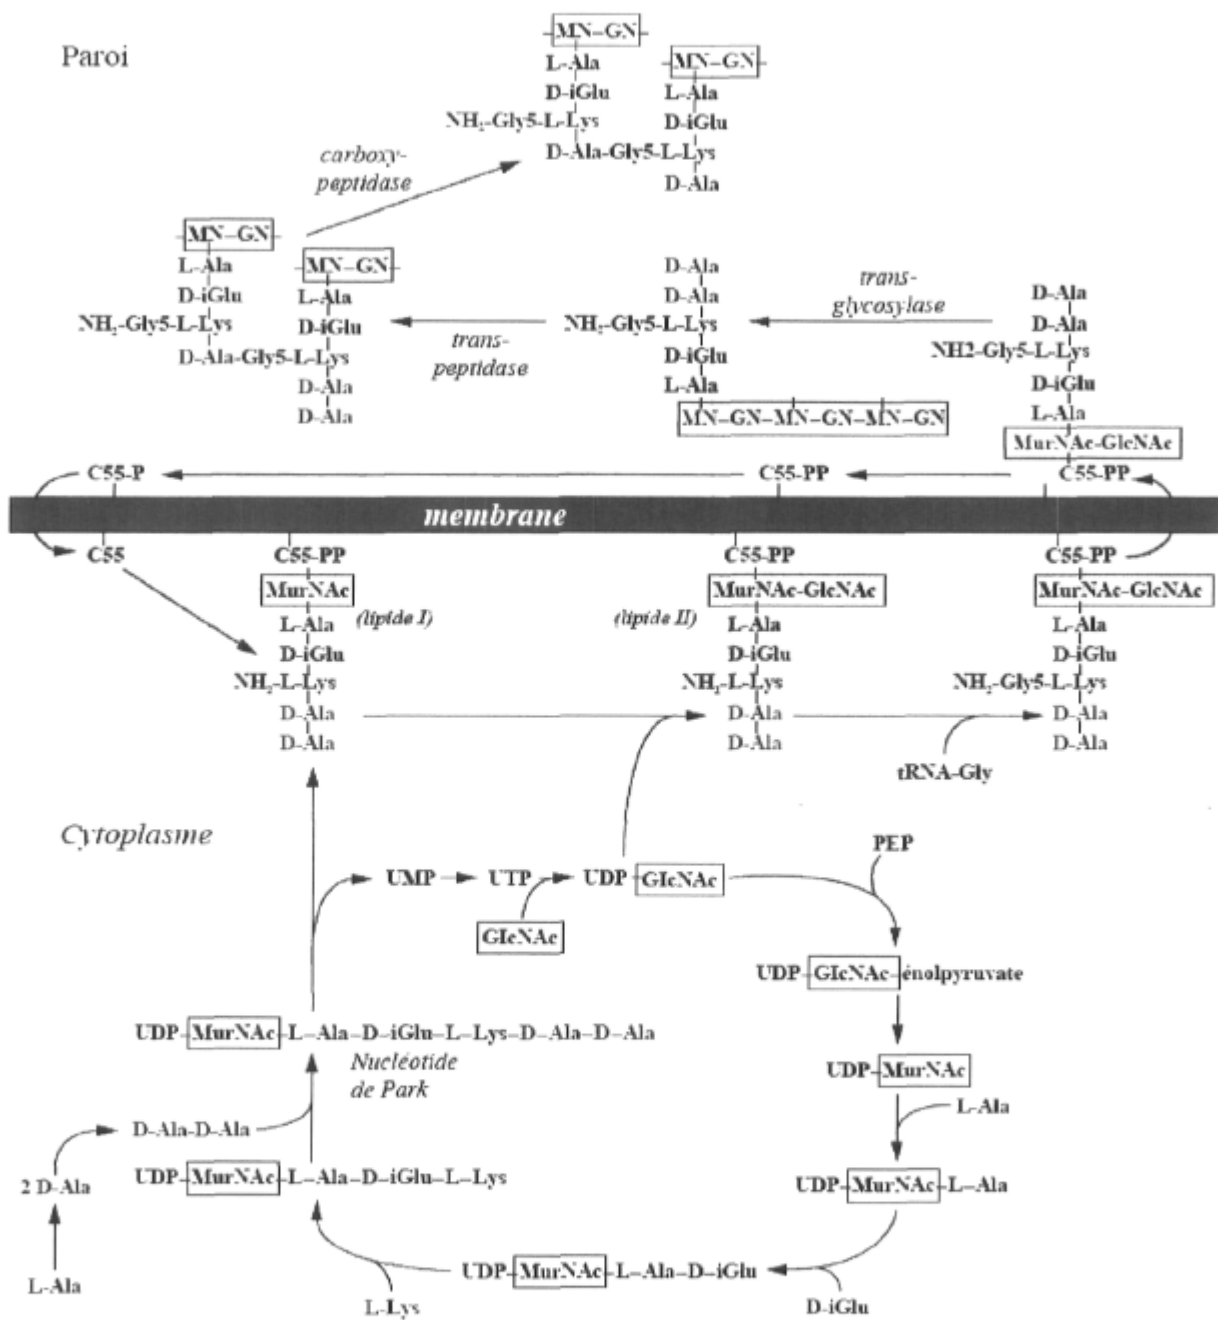 Paroi
MN–GN
L-Ala
D-iGlu
NH₂-Gly5-L-Lys
D-Ala-Gly5-L-Lys
MN–GN
L-Ala
D-iGlu
D-Ala
carboxy-
peptidase
MN–GN
L-Ala
D-iGlu
NH₂-Gly5-L-Lys
D-Ala-Gly5-L-Lys
MN–GN
L-Ala
D-iGlu
D-Ala
D-Ala
trans-
peptidase
D-Ala
D-Ala
NH₂-Gly5-L-Lys
D-iGlu
L-Ala
MN–GN–MN–GN–MN–GN
trans-
glycosylase
D-Ala
D-Ala
NH2-Gly5-L-Lys
D-iGlu
L-Ala
MurNAc-GlcNAc
C55-P
C55-PP
C55-PP
membrane
C55
C55-PP
MurNAc
(lipide I)
L-Ala
D-iGlu
NH₂-L-Lys
D-Ala
D-Ala
C55-PP
MurNAc-GlcNAc
(lipide II)
L-Ala
D-iGlu
NH₂-L-Lys
D-Ala
D-Ala
C55-PP
MurNAc-GlcNAc
L-Ala
D-iGlu
NH₂-Gly5-L-Lys
D-Ala
D-Ala
tRNA-Gly
Cytoplasme
UMP
UTP
UDP–GlcNAc
GlcNAc
PEP
UDP–GlcNAc–énolpyruvate
UDP–MurNAc–L–Ala–D–iGlu–L–Lys–D–Ala–D–Ala
Nucléotide
de Park
UDP–MurNAc
L-Ala
D-Ala–D-Ala
UDP–MurNAc–L–Ala–D–iGlu–L–Lys
UDP–MurNAc–L–Ala
2 D-Ala
L-Ala
UDP–MurNAc–L–Ala–D–iGlu
L-Lys
D-iGlu